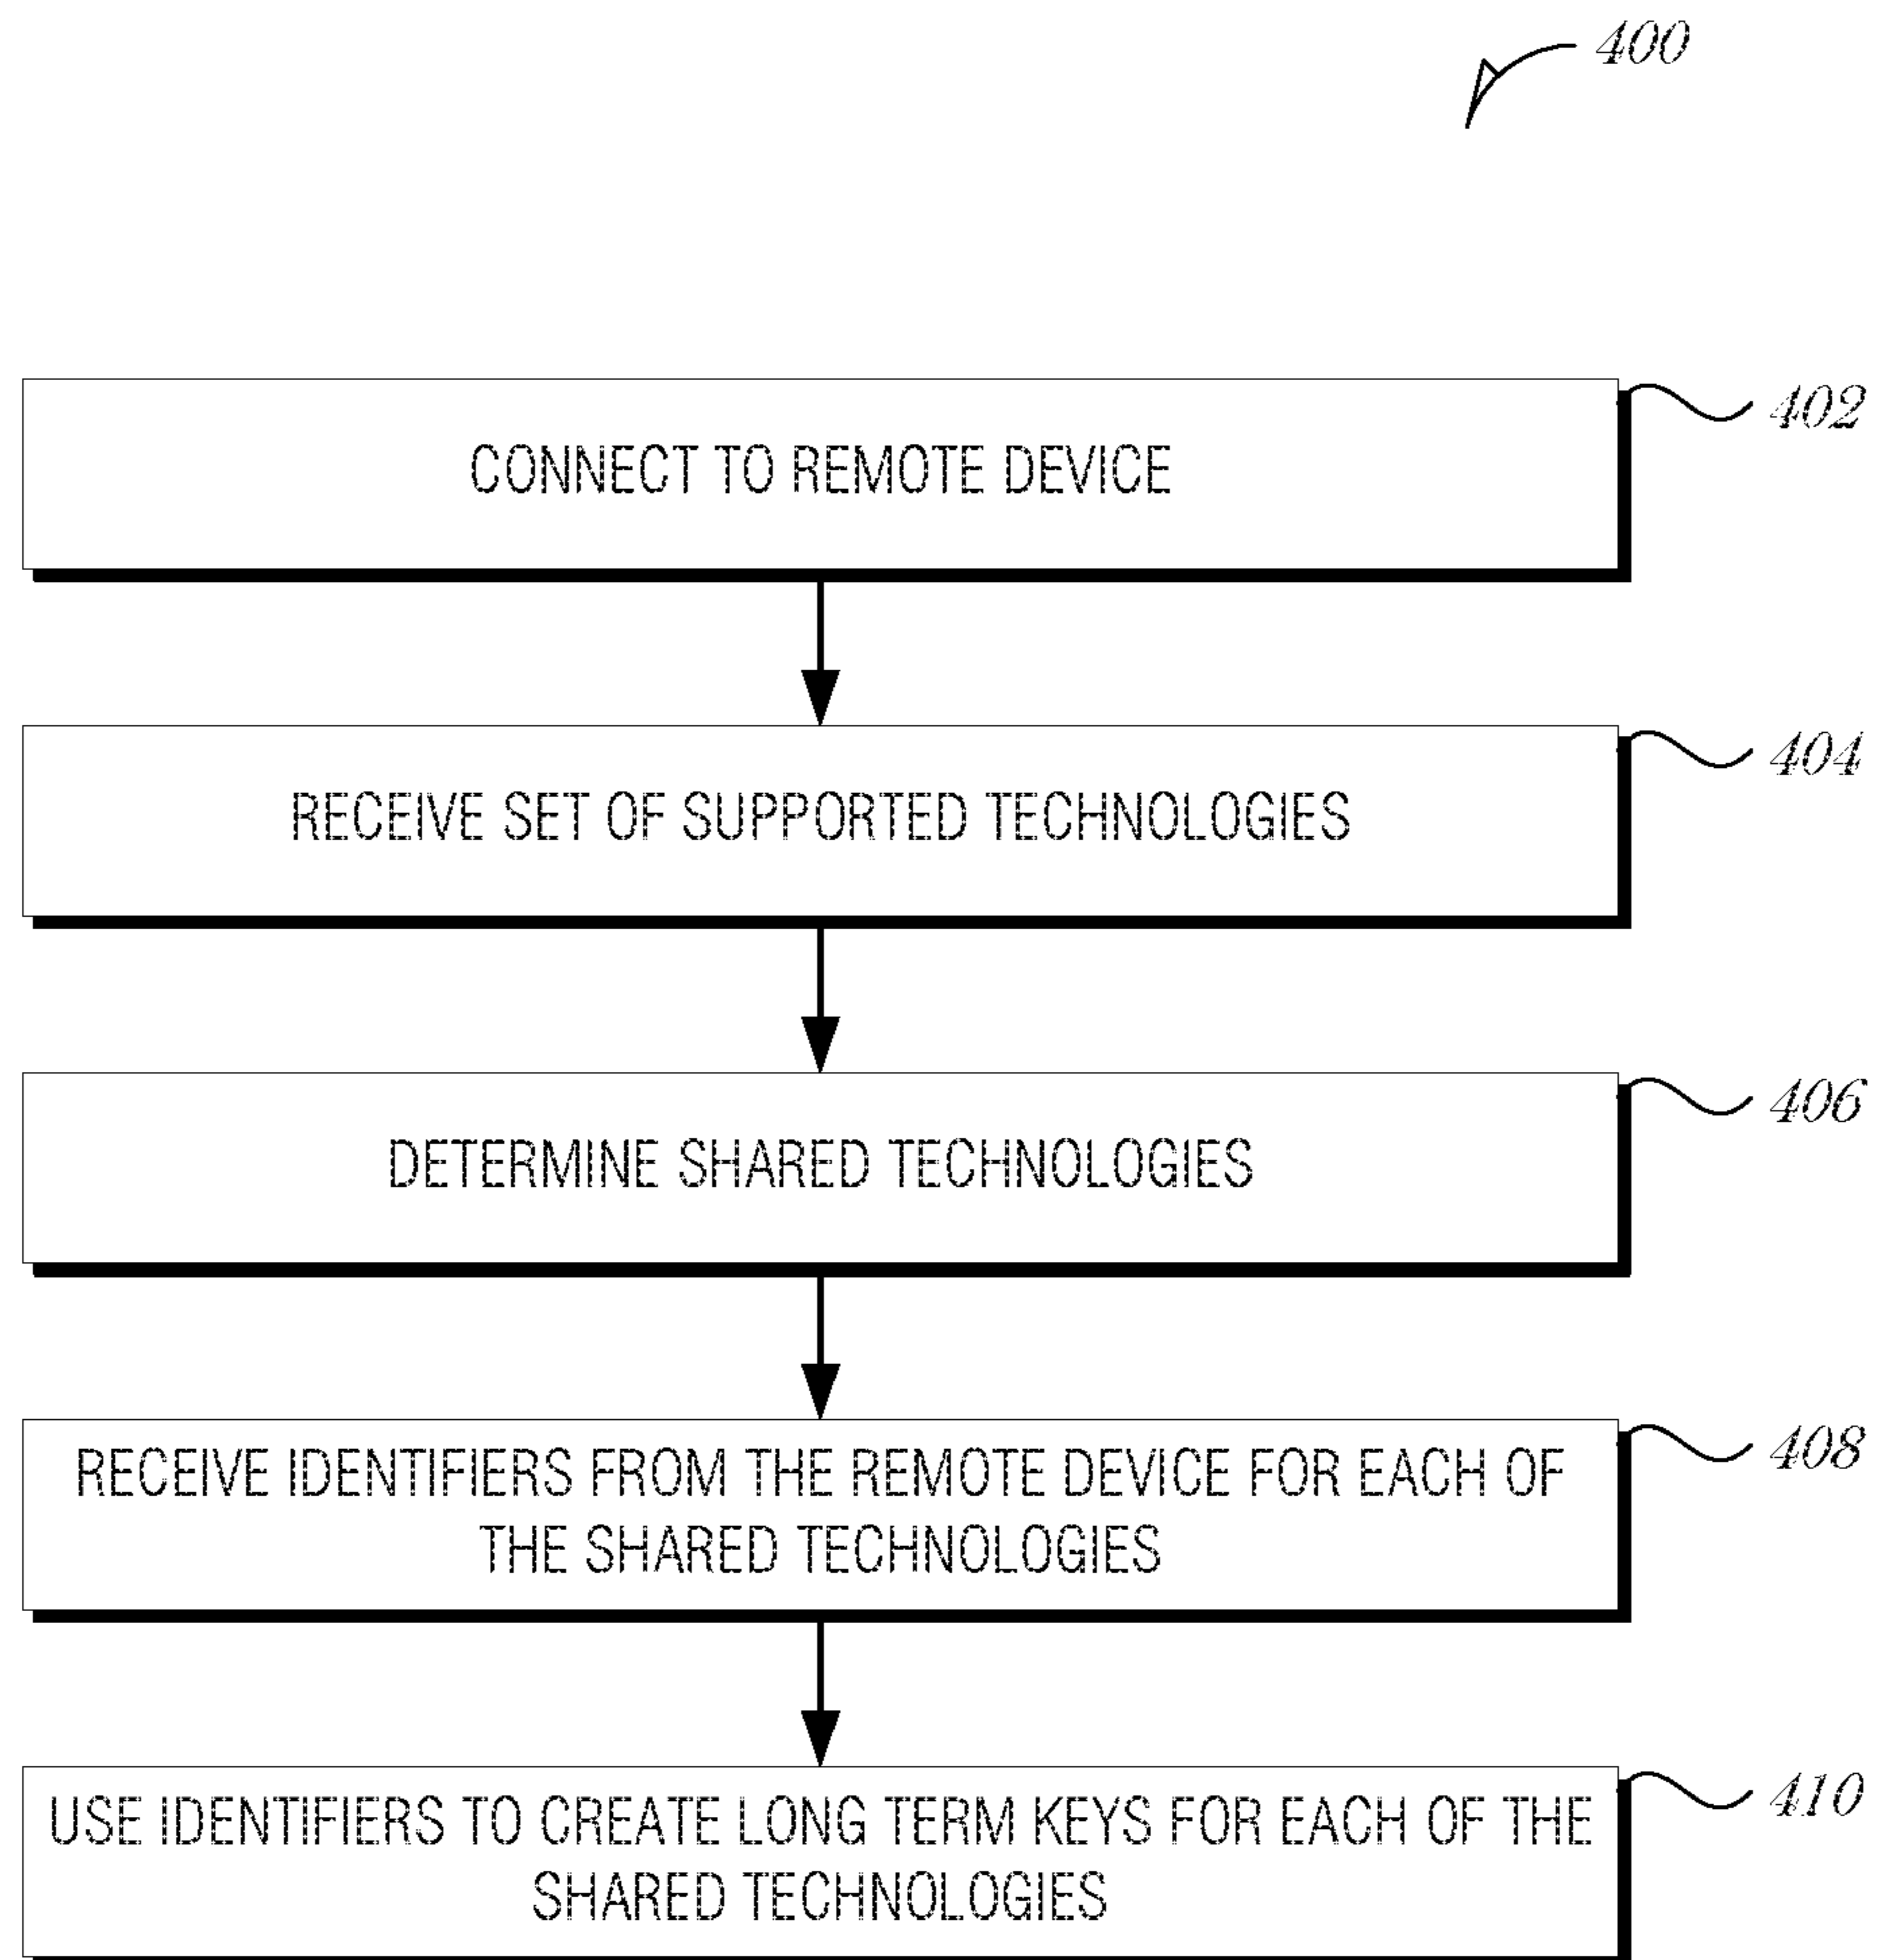 400
CONNECT TO REMOTE DEVICE
402
RECEIVE SET OF SUPPORTED TECHNOLOGIES
404
DETERMINE SHARED TECHNOLOGIES
406
RECEIVE IDENTIFIERS FROM THE REMOTE DEVICE FOR EACH OF
THE SHARED TECHNOLOGIES
408
USE IDENTIFIERS TO CREATE LONG TERM KEYS FOR EACH OF THE
SHARED TECHNOLOGIES
410